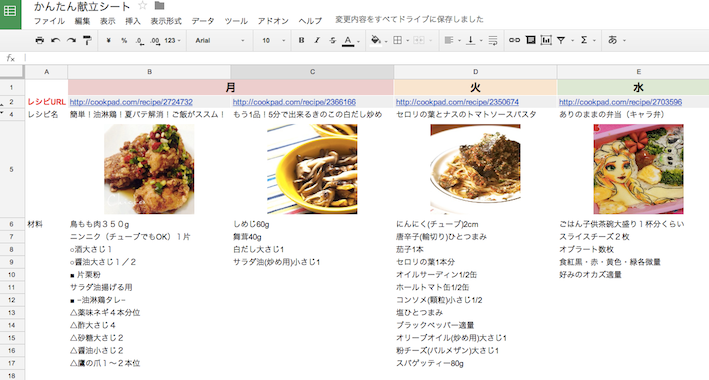 かんたん献立シート
ファイル 編集 表示 挿入 表示形式 データ ツール アドオン ヘルプ 変更内容をすべてドライブに保存しました
¥ % .0 .00 123 Arial 10 B I S A Σ あ
fx
A B C D E
1 月 火 水
2 レシピURL http://cookpad.com/recipe/2724732 http://cookpad.com/recipe/2366166 http://cookpad.com/recipe/2350674 http://cookpad.com/recipe/2703596
4 レシピ名 簡単！油淋鶏！夏バテ解消！ご飯がススム！ もう1品！5分で出来るきのこの白だし炒め セロリの葉とナスのトマトソースパスタ ありのままの弁当（キャラ弁）
5
6 材料 鳥もも肉３５０g しめじ60g にんにく(チューブ)2cm ごはん子供茶碗大盛り１杯分くらい
7 ニンニク（チューブでもOK）１片 舞茸40g 唐辛子(輪切り)ひとつまみ スライスチーズ２枚
8 ○酒大さじ１ 白だし大さじ1 茄子1本 オブラート数枚
9 ○醤油大さじ１／２ サラダ油(炒め用)小さじ1 セロリの葉1本分 食紅黒・赤・黄色・緑各微量
10 ■ 片栗粉 オイルサーディン1/2缶 好みのオカズ適量
11 サラダ油揚げる用 ホールトマト缶1/2缶
12 ■ ~油淋鶏タレ~ コンソメ(顆粒)小さじ1/2
13 △薬味ネギ４本分位 塩ひとつまみ
14 △酢大さじ４ ブラックペッパー適量
15 △砂糖大さじ２ オリーブオイル(炒め用)大さじ1
16 △醤油小さじ２ 粉チーズ(パルメザン)大さじ1
17 △鷹の爪１〜２本位 スパゲッティー80g
18